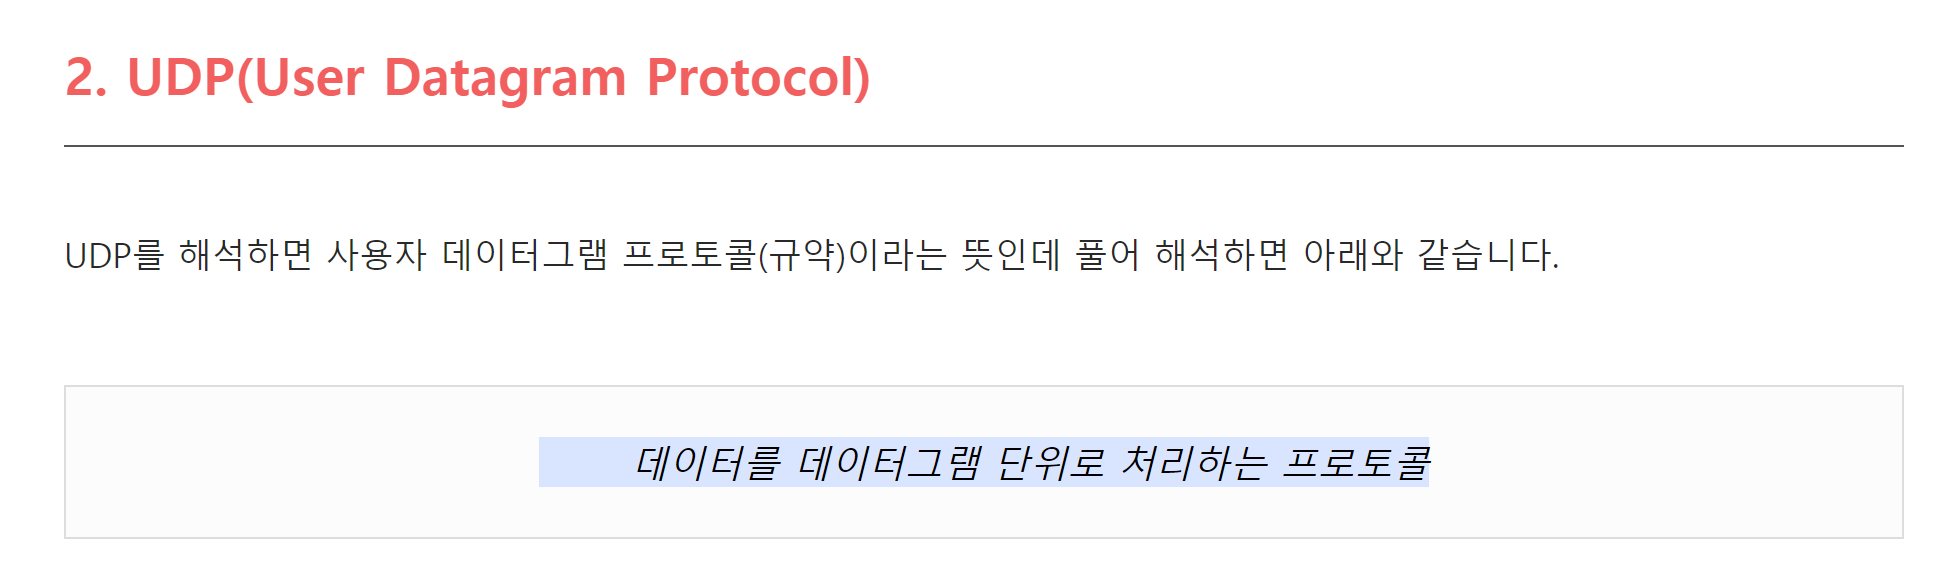 2. UDP(User Datagram Protocol)
UDP를 해석하면 사용자 데이터그램 프로토콜(규약)이라는 뜻인데 풀어 해석하면 아래와 같습니다.
데이터를 데이터그램 단위로 처리하는 프로토콜